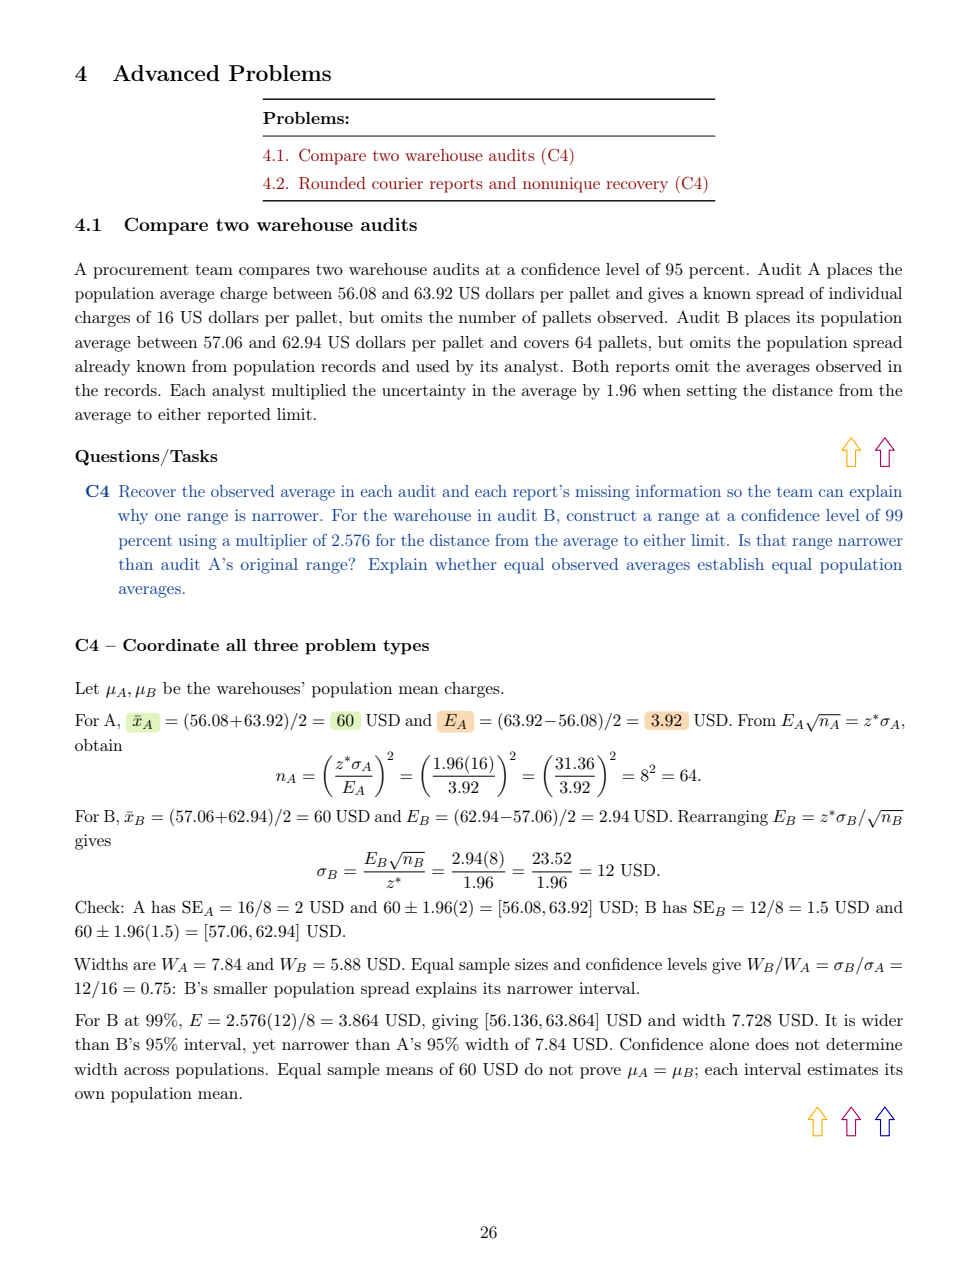 4 Advanced Problems
Problems:
4.1. Compare two warehouse audits (C4)
4.2. Rounded courier reports and nonunique recovery (C4)
4.1 Compare two warehouse audits
A procurement team compares two warehouse audits at a confidence level of 95 percent. Audit A places the
population average charge between 56.08 and 63.92 US dollars per pallet and gives a known spread of individual
charges of 16 US dollars per pallet, but omits the number of pallets observed. Audit B places its population
average between 57.06 and 62.94 US dollars per pallet and covers 64 pallets, but omits the population spread
already known from population records and used by its analyst. Both reports omit the averages observed in
the records. Each analyst multiplied the uncertainty in the average by 1.96 when setting the distance from the
average to either reported limit.
Questions/Tasks
C4 Recover the observed average in each audit and each report's missing information so the team can explain
why one range is narrower. For the warehouse in audit B, construct a range at a confidence level of 99
percent using a multiplier of 2.576 for the distance from the average to either limit. Is that range narrower
than audit A's original range? Explain whether equal observed averages establish equal population
averages.
C4 – Coordinate all three problem types
Let μ_A, μ_B be the warehouses' population mean charges.
For A, x̄_A = (56.08+63.92)/2 = 60 USD and E_A = (63.92−56.08)/2 = 3.92 USD. From E_A√n_A = z*σ_A,
obtain
n_A = (z*σ_A / E_A)² = (1.96(16) / 3.92)² = (31.36 / 3.92)² = 8² = 64.
For B, x̄_B = (57.06+62.94)/2 = 60 USD and E_B = (62.94−57.06)/2 = 2.94 USD. Rearranging E_B = z*σ_B/√n_B
gives
σ_B = E_B√n_B / z* = 2.94(8) / 1.96 = 23.52 / 1.96 = 12 USD.
Check: A has SE_A = 16/8 = 2 USD and 60 ± 1.96(2) = [56.08, 63.92] USD; B has SE_B = 12/8 = 1.5 USD and
60 ± 1.96(1.5) = [57.06, 62.94] USD.
Widths are W_A = 7.84 and W_B = 5.88 USD. Equal sample sizes and confidence levels give W_B/W_A = σ_B/σ_A =
12/16 = 0.75: B's smaller population spread explains its narrower interval.
For B at 99%, E = 2.576(12)/8 = 3.864 USD, giving [56.136, 63.864] USD and width 7.728 USD. It is wider
than B's 95% interval, yet narrower than A's 95% width of 7.84 USD. Confidence alone does not determine
width across populations. Equal sample means of 60 USD do not prove μ_A = μ_B; each interval estimates its
own population mean.
26